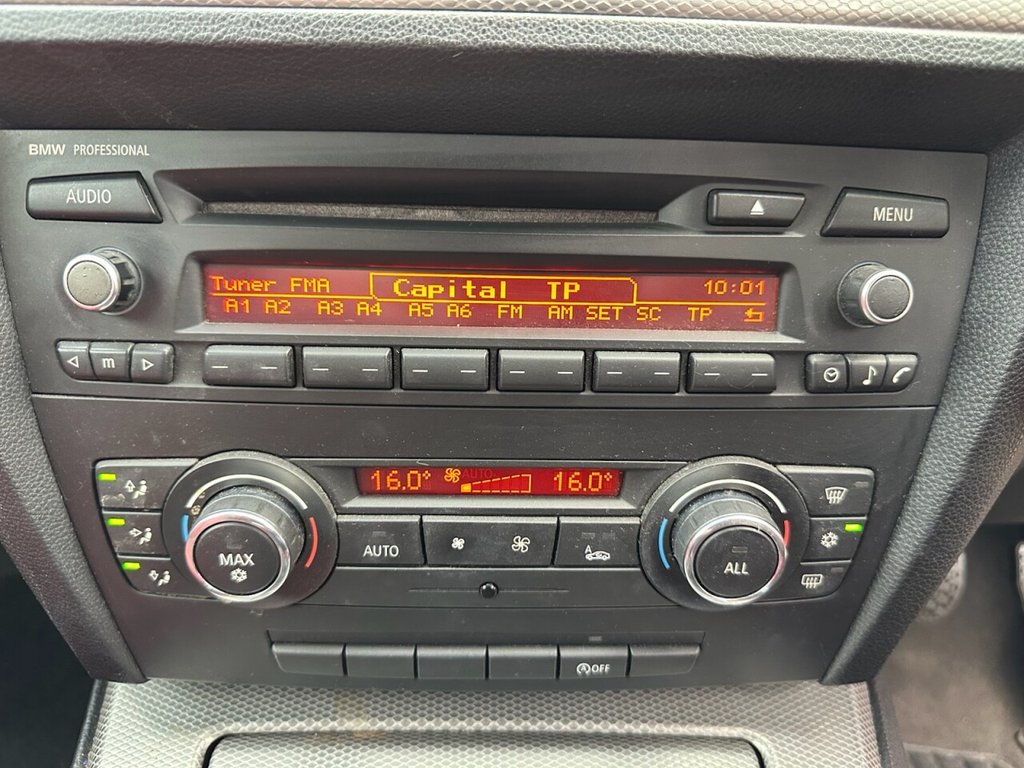 BMW PROFESSIONAL
AUDIO
MENU
Tuner FMA Capital TP 10:01
A1 A2 A3 A4 A5 A6 FM AM SET SC TP
m
16.0° AUTO 16.0°
MAX
AUTO
A
ALL
A OFF